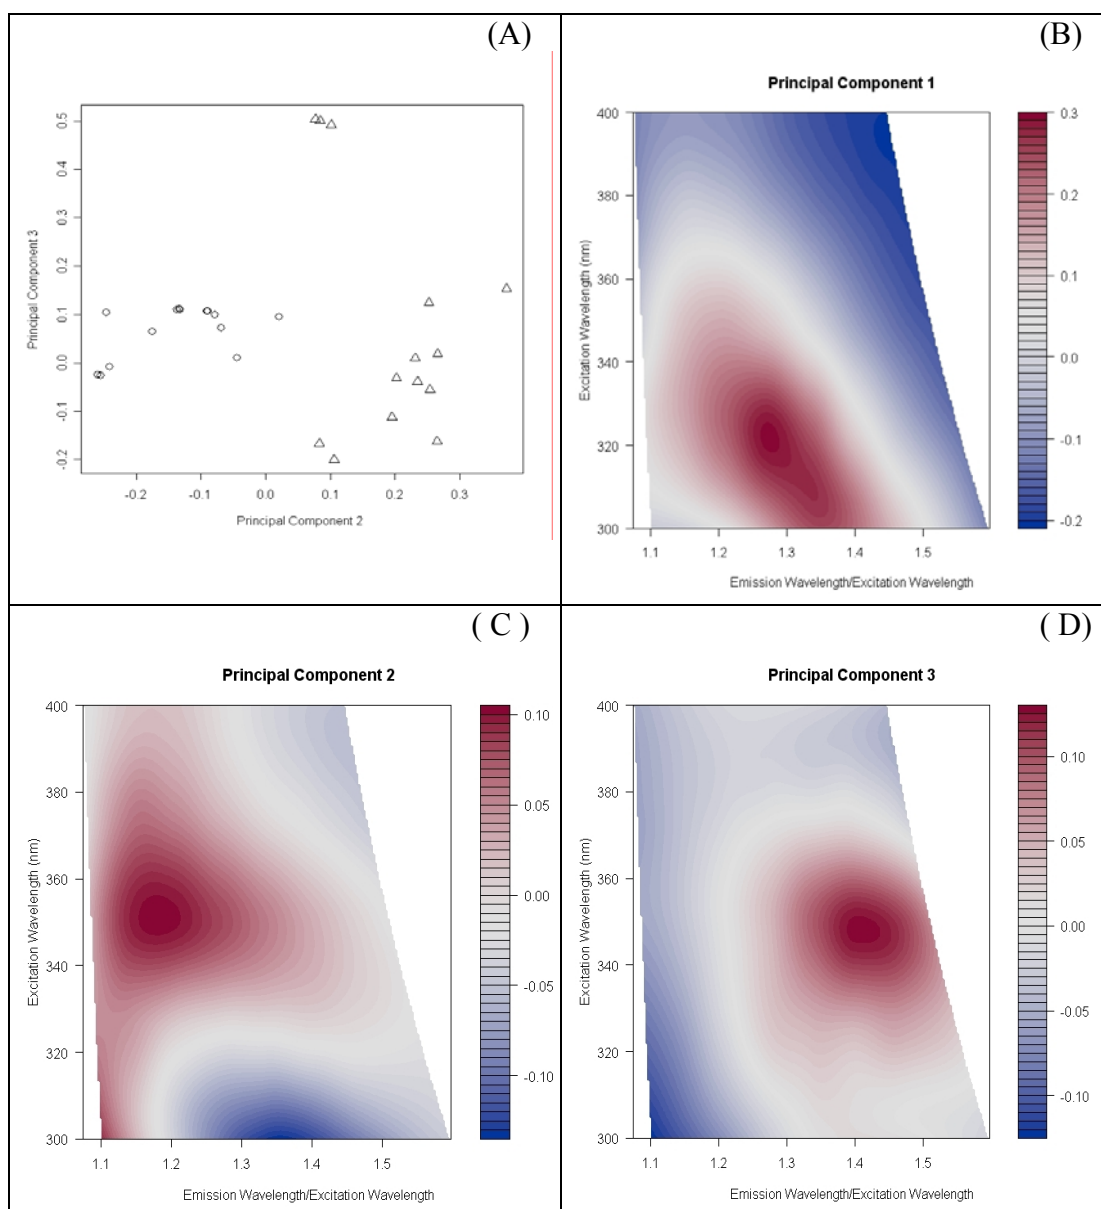 (A)
0.5
0.4
0.3
0.2
0.1
0.0
-0.1
-0.2
Principal Component 3
-0.2 -0.1 0.0 0.1 0.2 0.3
Principal Component 2
(B)
Principal Component 1
400
380
360
340
320
300
Excitation Wavelength (nm)
1.1 1.2 1.3 1.4 1.5
Emission Wavelength/Excitation Wavelength
0.3
0.2
0.1
0.0
-0.1
-0.2
( C )
Principal Component 2
400
380
360
340
320
300
Excitation Wavelength (nm)
1.1 1.2 1.3 1.4 1.5
Emission Wavelength/Excitation Wavelength
0.10
0.05
0.00
-0.05
-0.10
( D)
Principal Component 3
400
380
360
340
320
300
Excitation Wavelength (nm)
1.1 1.2 1.3 1.4 1.5
Emission Wavelength/Excitation Wavelength
0.10
0.05
0.00
-0.05
-0.10